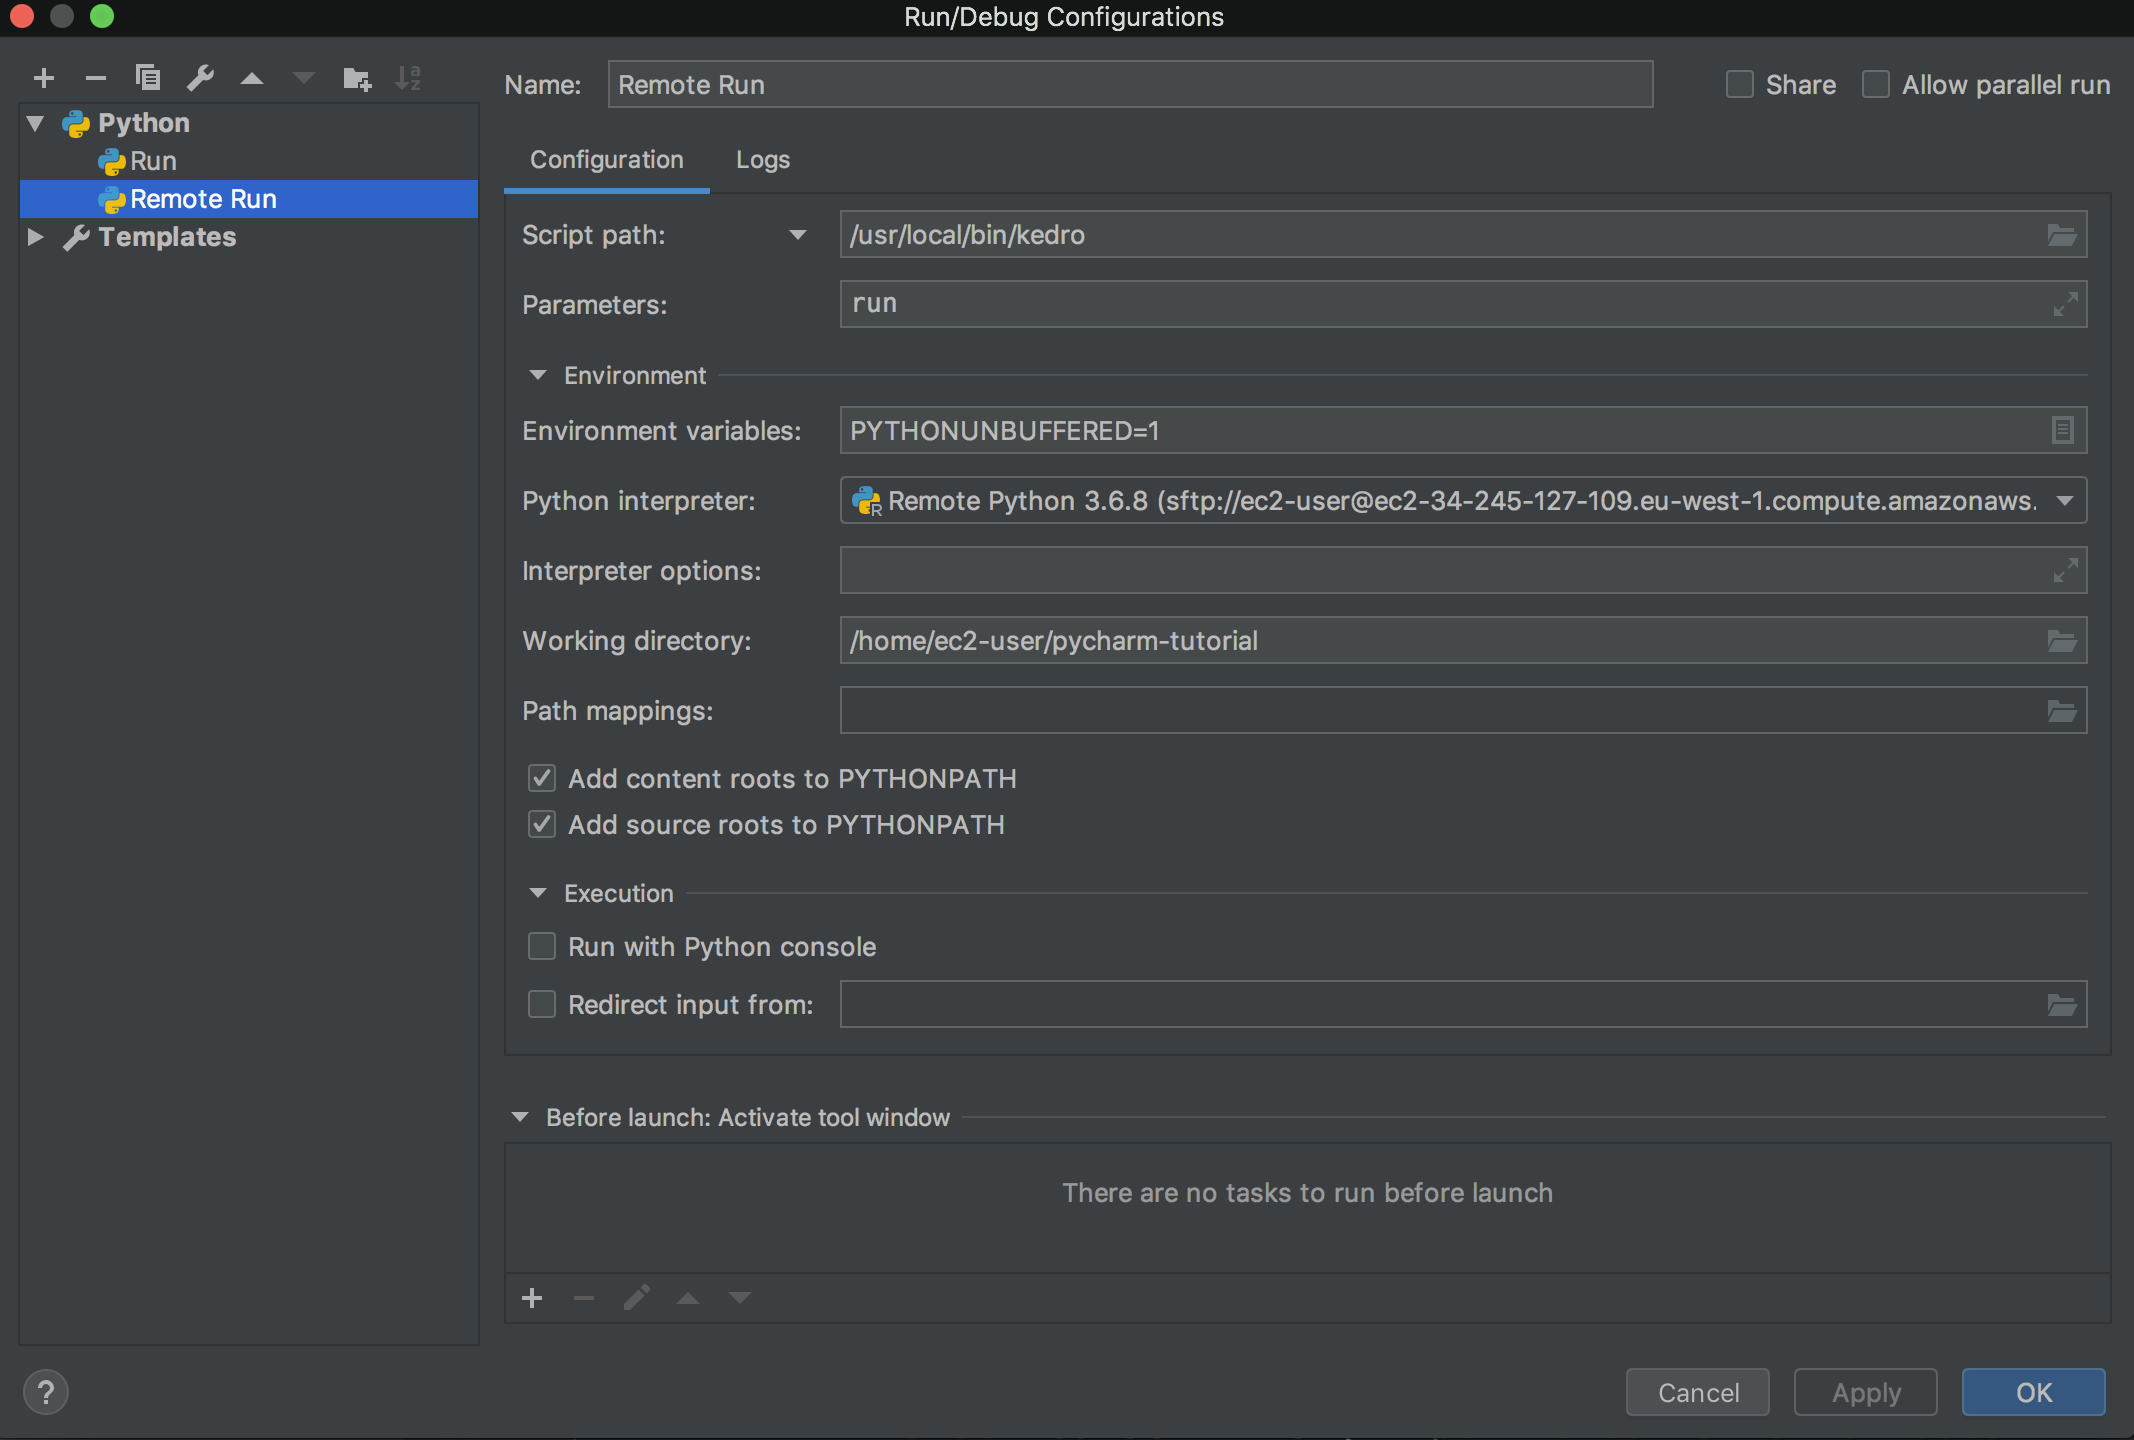 Run/Debug Configurations
Name: Remote Run
Share
Allow parallel run
Python
Run
Remote Run
Templates
Configuration
Logs
Script path: /usr/local/bin/kedro
Parameters: run
Environment
Environment variables: PYTHONUNBUFFERED=1
Python interpreter: Remote Python 3.6.8 (sftp://ec2-user@ec2-34-245-127-109.eu-west-1.compute.amazonaws.
Interpreter options:
Working directory: /home/ec2-user/pycharm-tutorial
Path mappings:
Add content roots to PYTHONPATH
Add source roots to PYTHONPATH
Execution
Run with Python console
Redirect input from:
Before launch: Activate tool window
There are no tasks to run before launch
?
Cancel
Apply
OK